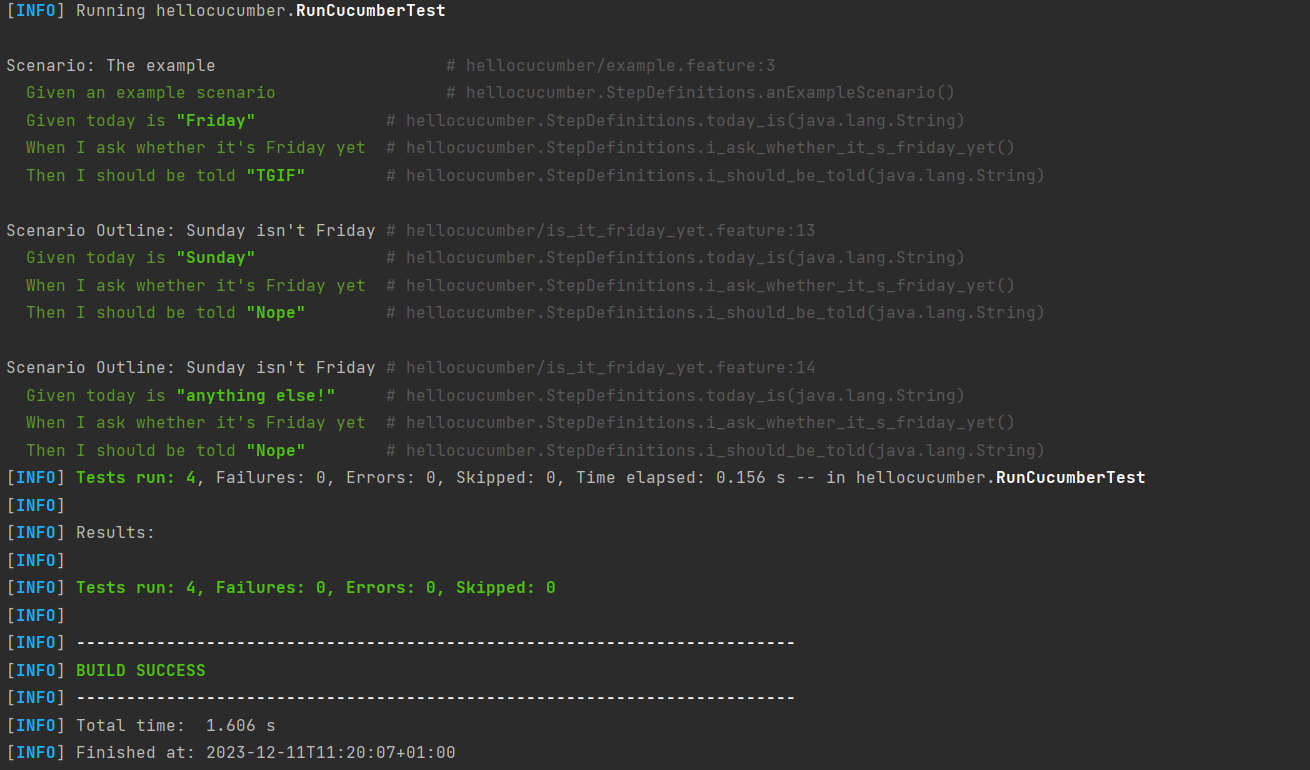 [INFO] Running hellocucumber.RunCucumberTest

Scenario: The example                       # hellocucumber/example.feature:3
  Given an example scenario                 # hellocucumber.StepDefinitions.anExampleScenario()
  Given today is "Friday"             # hellocucumber.StepDefinitions.today_is(java.lang.String)
  When I ask whether it's Friday yet  # hellocucumber.StepDefinitions.i_ask_whether_it_s_friday_yet()
  Then I should be told "TGIF"        # hellocucumber.StepDefinitions.i_should_be_told(java.lang.String)

Scenario Outline: Sunday isn't Friday # hellocucumber/is_it_friday_yet.feature:13
  Given today is "Sunday"             # hellocucumber.StepDefinitions.today_is(java.lang.String)
  When I ask whether it's Friday yet  # hellocucumber.StepDefinitions.i_ask_whether_it_s_friday_yet()
  Then I should be told "Nope"        # hellocucumber.StepDefinitions.i_should_be_told(java.lang.String)

Scenario Outline: Sunday isn't Friday # hellocucumber/is_it_friday_yet.feature:14
  Given today is "anything else!"     # hellocucumber.StepDefinitions.today_is(java.lang.String)
  When I ask whether it's Friday yet  # hellocucumber.StepDefinitions.i_ask_whether_it_s_friday_yet()
  Then I should be told "Nope"        # hellocucumber.StepDefinitions.i_should_be_told(java.lang.String)
[INFO] Tests run: 4, Failures: 0, Errors: 0, Skipped: 0, Time elapsed: 0.156 s -- in hellocucumber.RunCucumberTest
[INFO]
[INFO] Results:
[INFO]
[INFO] Tests run: 4, Failures: 0, Errors: 0, Skipped: 0
[INFO]
[INFO] ------------------------------------------------------------------------
[INFO] BUILD SUCCESS
[INFO] ------------------------------------------------------------------------
[INFO] Total time:  1.606 s
[INFO] Finished at: 2023-12-11T11:20:07+01:00